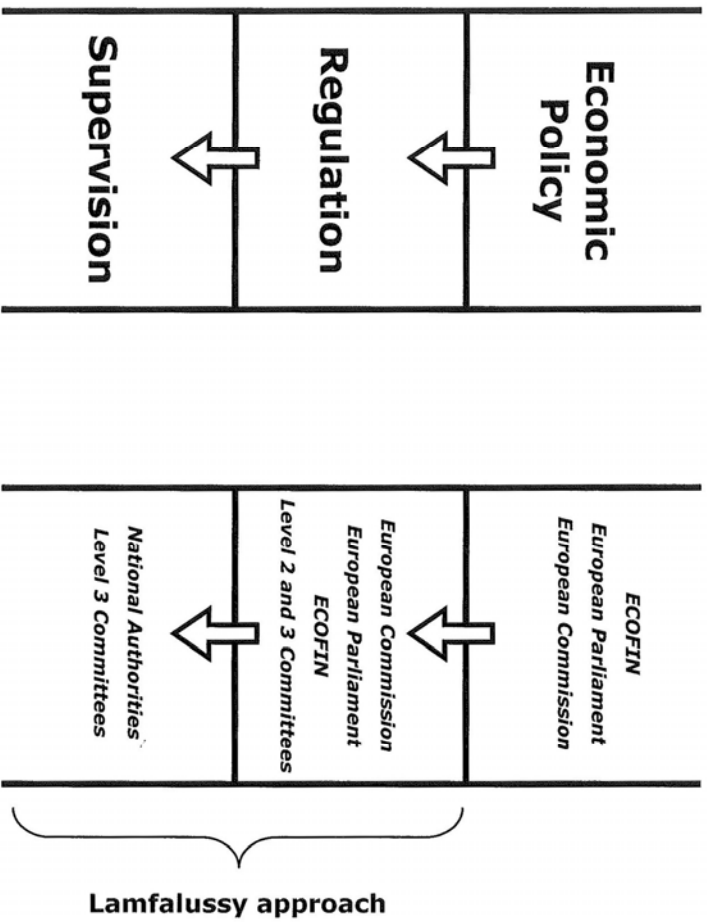 Economic
Policy
Regulation
Supervision
ECOFIN
European Parliament
European Commission
European Commission
European Parliament
ECOFIN
Level 2 and 3 Committees
National Authorities
Level 3 Committees
Lamfalussy approach